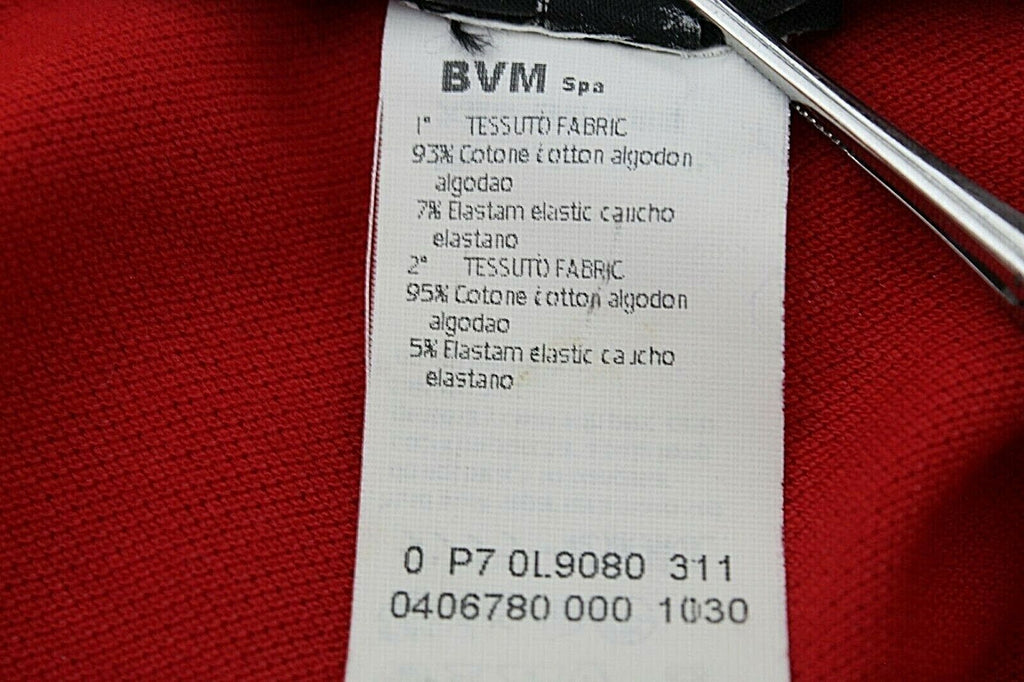 BVM Spa
1° TESSUTO FABRIC
93% Cotone cotton algodon
algodao
7% Elastam elastic caucho
elastano
2° TESSUTO FABRIC
95% Cotone cotton algodon
algodao
5% Elastam elastic caucho
elastano
0 P7 0L9080 311
0406780 000 1030